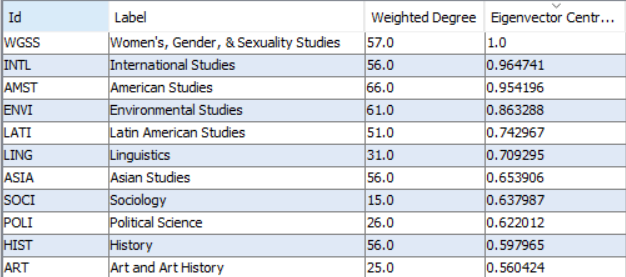 Id Label Weighted Degree Eigenvector Centr...
WGSS Women's, Gender, & Sexuality Studies 57.0 1.0
INTL International Studies 56.0 0.964741
AMST American Studies 66.0 0.954196
ENVI Environmental Studies 61.0 0.863288
LATI Latin American Studies 51.0 0.742967
LING Linguistics 31.0 0.709295
ASIA Asian Studies 56.0 0.653906
SOCI Sociology 15.0 0.637987
POLI Political Science 26.0 0.622012
HIST History 56.0 0.597965
ART Art and Art History 25.0 0.560424